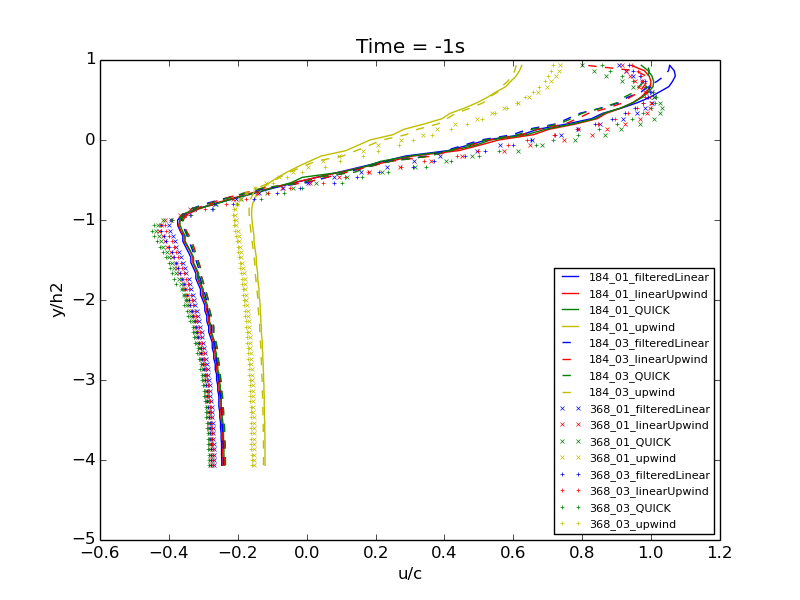 Time = -1s
1
0
−1
−2
−3
−4
−5
y/h2
184_01_filteredLinear
184_01_linearUpwind
184_01_QUICK
184_01_upwind
184_03_filteredLinear
184_03_linearUpwind
184_03_QUICK
184_03_upwind
368_01_filteredLinear
368_01_linearUpwind
368_01_QUICK
368_01_upwind
368_03_filteredLinear
368_03_linearUpwind
368_03_QUICK
368_03_upwind
−0.6 −0.4 −0.2 0.0 0.2 0.4 0.6 0.8 1.0 1.2
u/c